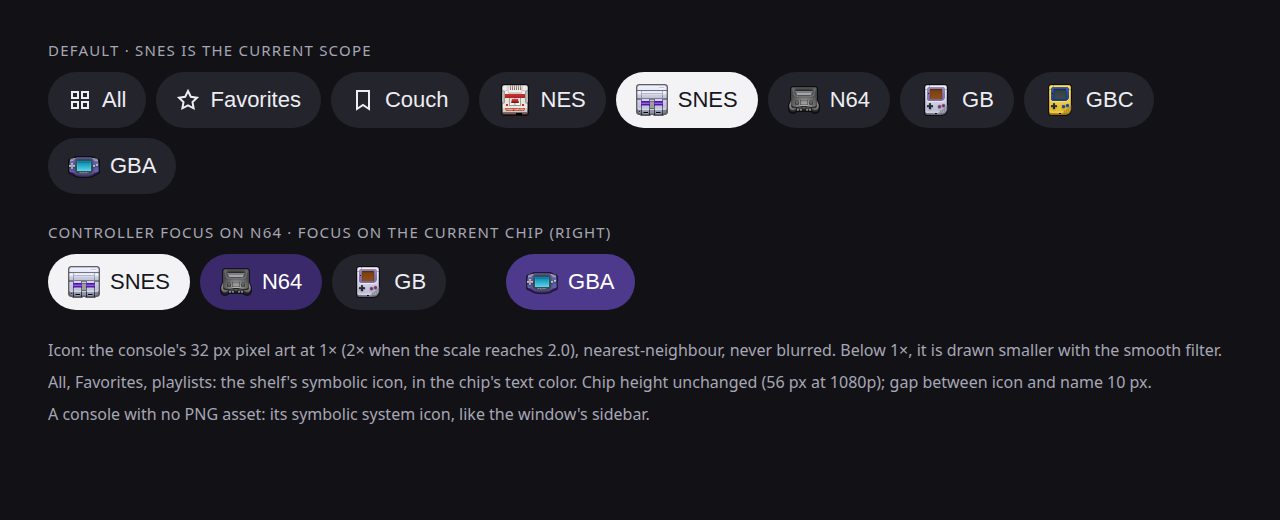 DEFAULT · SNES IS THE CURRENT SCOPE
All Favorites Couch NES SNES N64 GB GBC
GBA
CONTROLLER FOCUS ON N64 · FOCUS ON THE CURRENT CHIP (RIGHT)
SNES N64 GB GBA
Icon: the console's 32 px pixel art at 1× (2× when the scale reaches 2.0), nearest-neighbour, never blurred. Below 1×, it is drawn smaller with the smooth filter.
All, Favorites, playlists: the shelf's symbolic icon, in the chip's text color. Chip height unchanged (56 px at 1080p); gap between icon and name 10 px.
A console with no PNG asset: its symbolic system icon, like the window's sidebar.